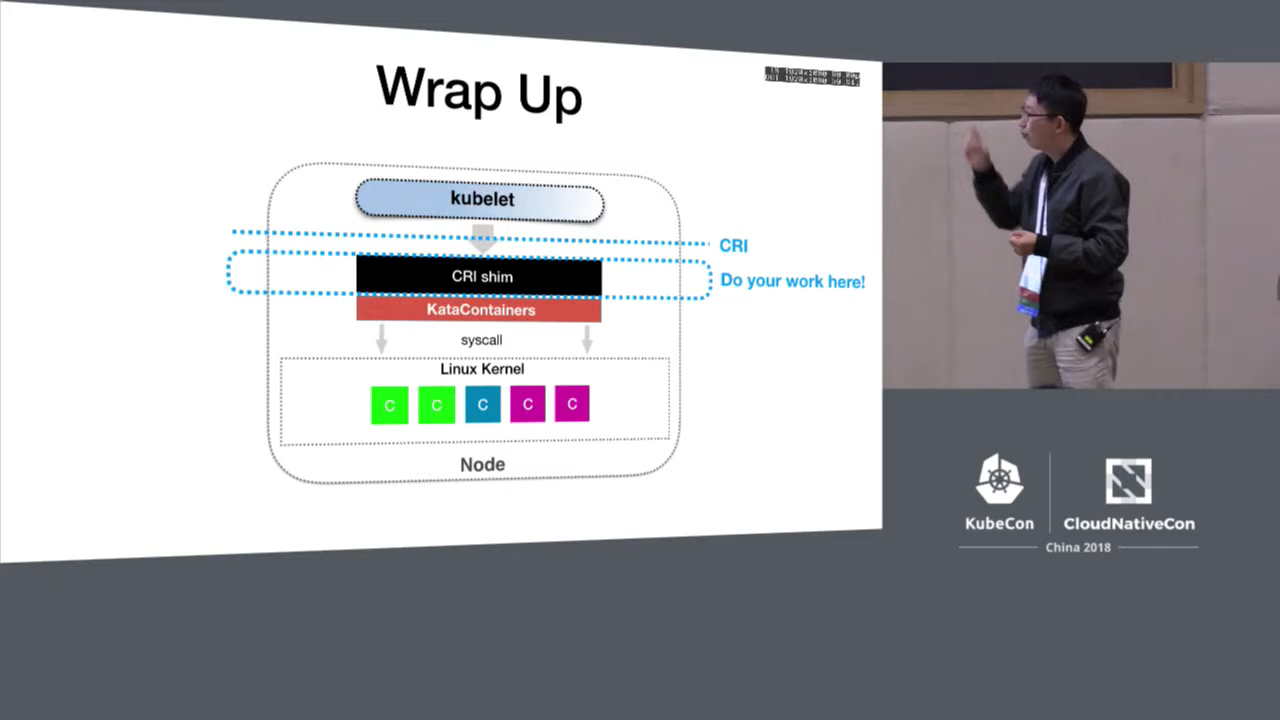 Wrap Up
kubelet
CRI
CRI shim
Do your work here!
KataContainers
syscall
Linux Kernel
C C C C C
Node
KubeCon
CloudNativeCon
China 2018